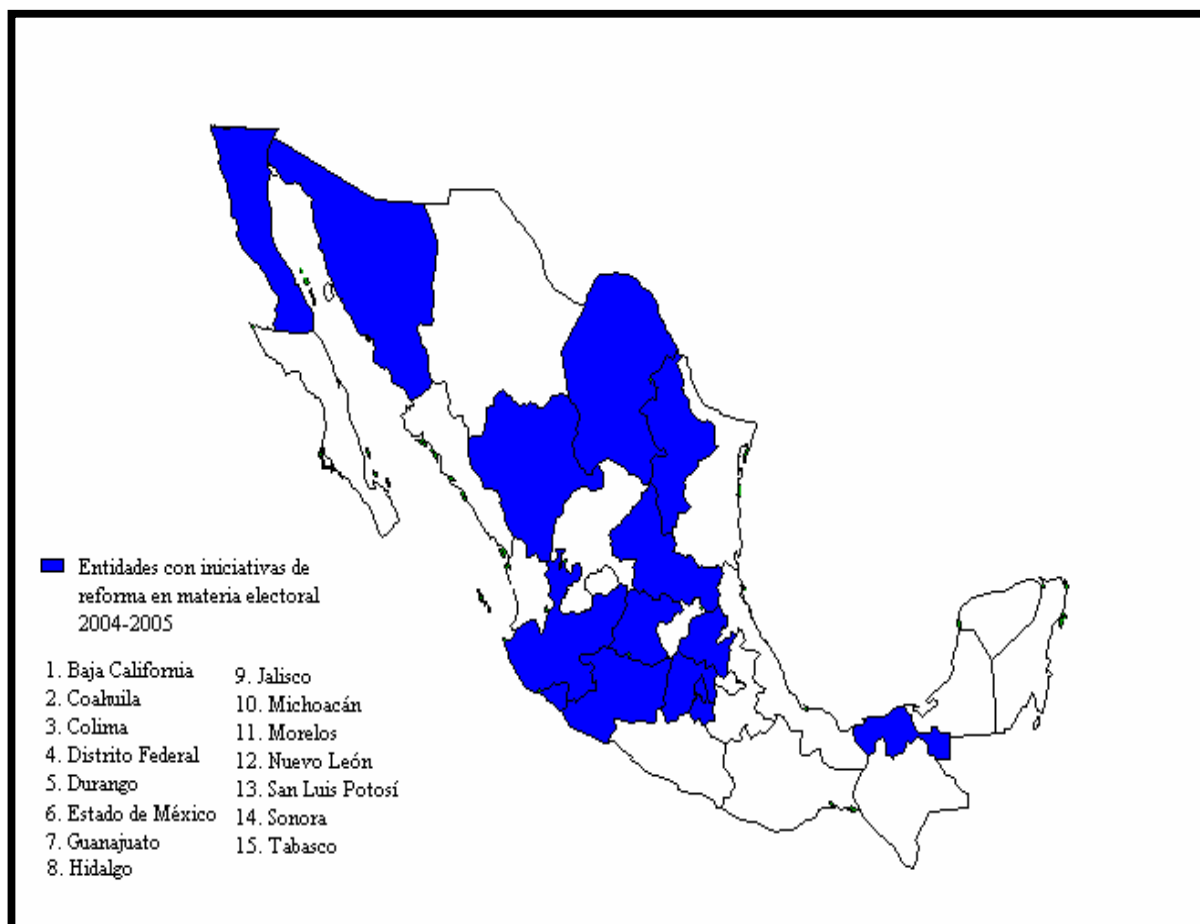 Entidades con iniciativas de
reforma en materia electoral
2004-2005
1. Baja California
2. Coahuila
3. Colima
4. Distrito Federal
5. Durango
6. Estado de México
7. Guanajuato
8. Hidalgo
9. Jalisco
10. Michoacán
11. Morelos
12. Nuevo León
13. San Luis Potosí
14. Sonora
15. Tabasco